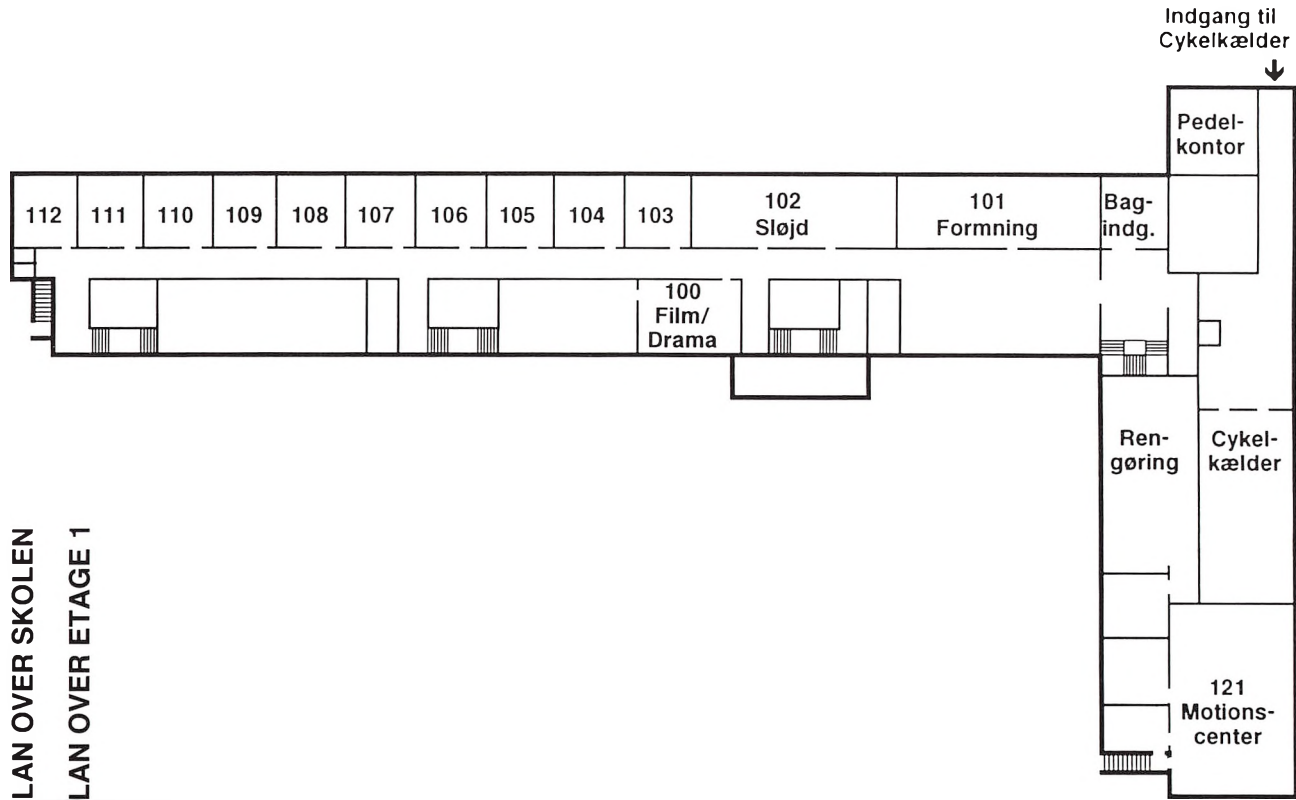 Indgang til
Cykelkælder
Pedel-
kontor
112
111
110
109
108
107
106
105
104
103
102
Sløjd
101
Formning
Bag-
indg.
100
Film/
Drama
Ren-
gøring
Cykel-
kælder
121
Motions-
center
LAN OVER SKOLEN
LAN OVER ETAGE 1